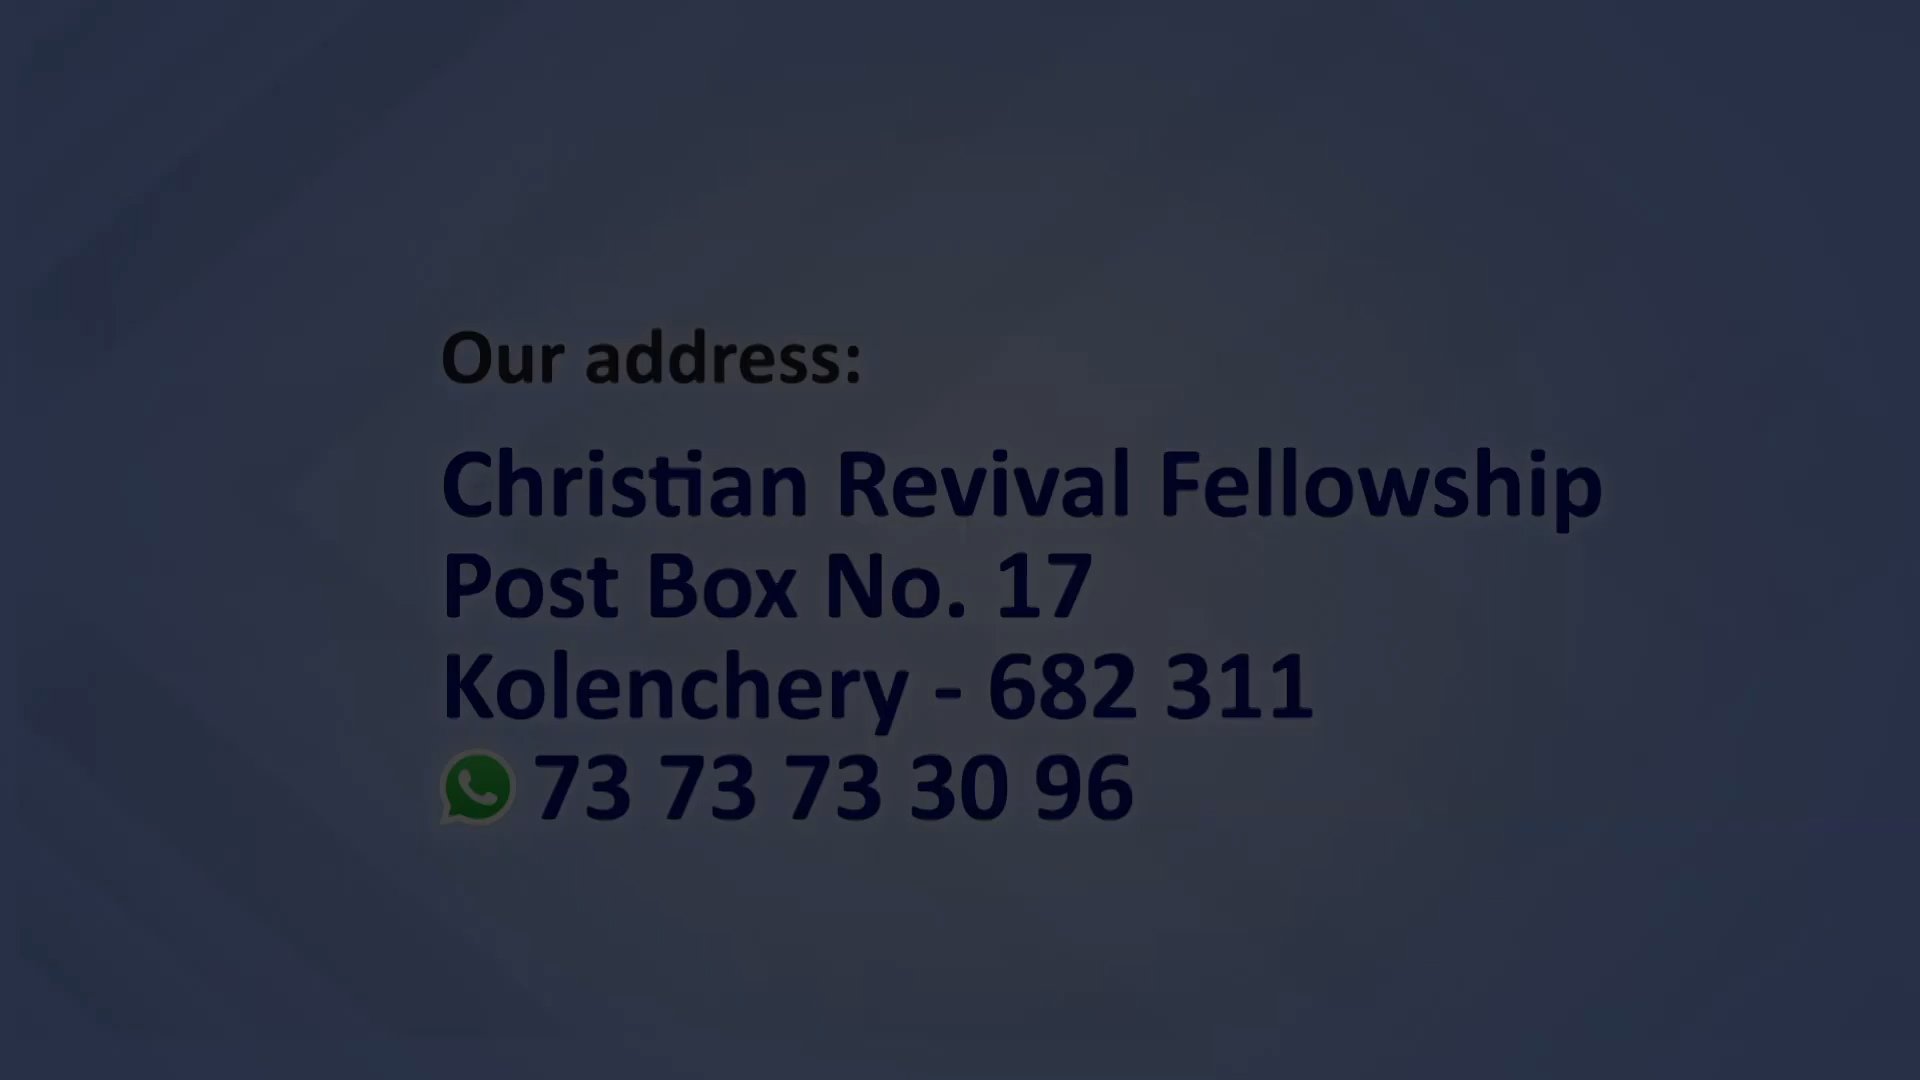 Our address:
Christian Revival Fellowship
Post Box No. 17
Kolenchery - 682 311
73 73 73 30 96